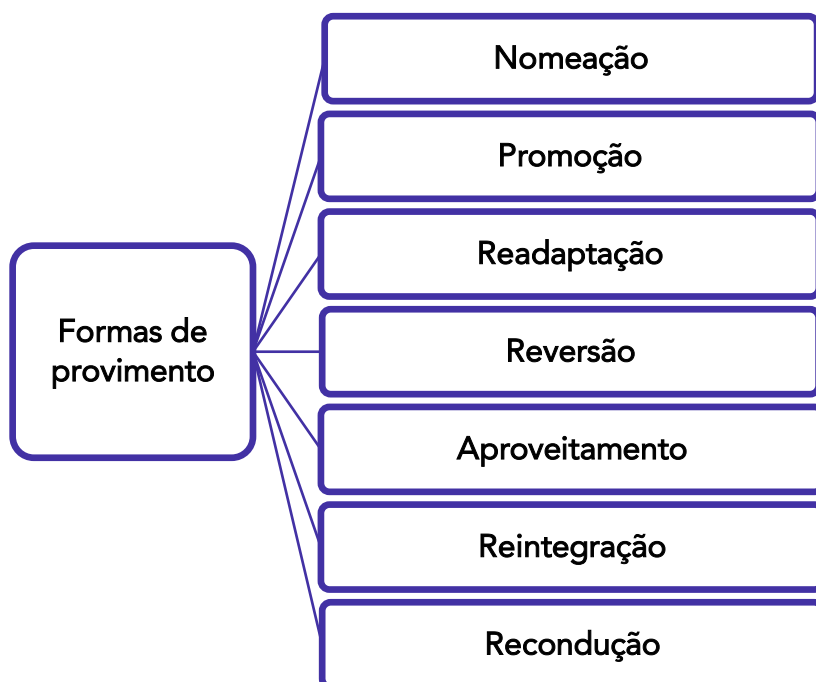 Formas de
provimento
Nomeação
Promoção
Readaptação
Reversão
Aproveitamento
Reintegração
Recondução